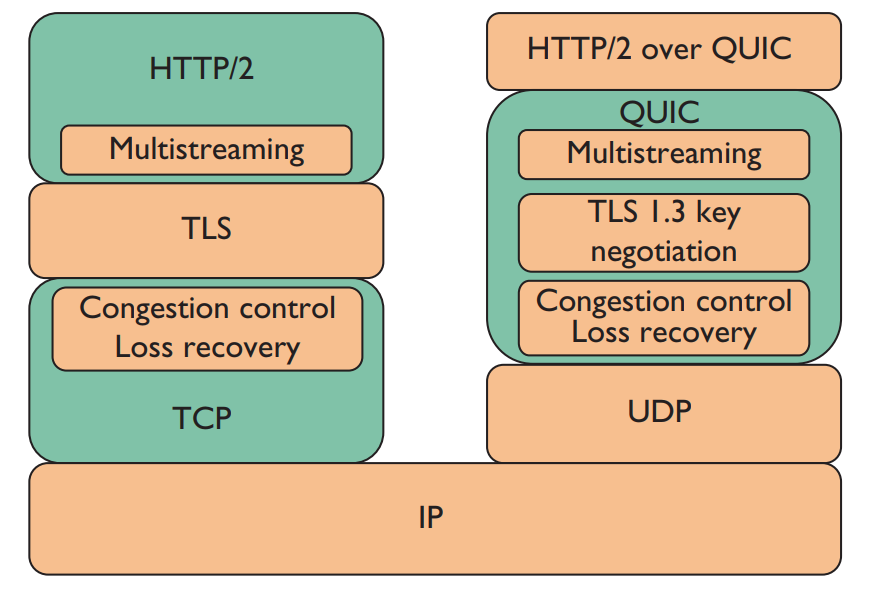 HTTP/2
Multistreaming
TLS
Congestion control
Loss recovery
TCP
HTTP/2 over QUIC
QUIC
Multistreaming
TLS 1.3 key
negotiation
Congestion control
Loss recovery
UDP
IP